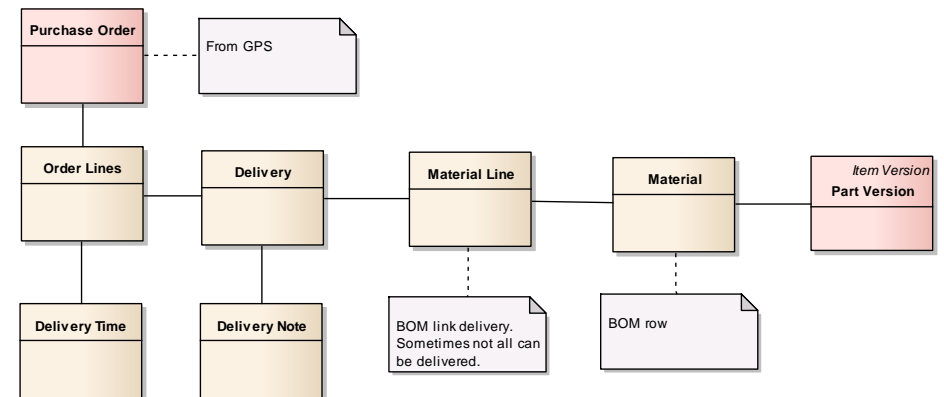 Purchase Order
From GPS
Order Lines
Delivery
Material Line
Material
Item Version
Part Version
Delivery Time
Delivery Note
BOM link delivery.
Sometimes not all can
be delivered.
BOM row